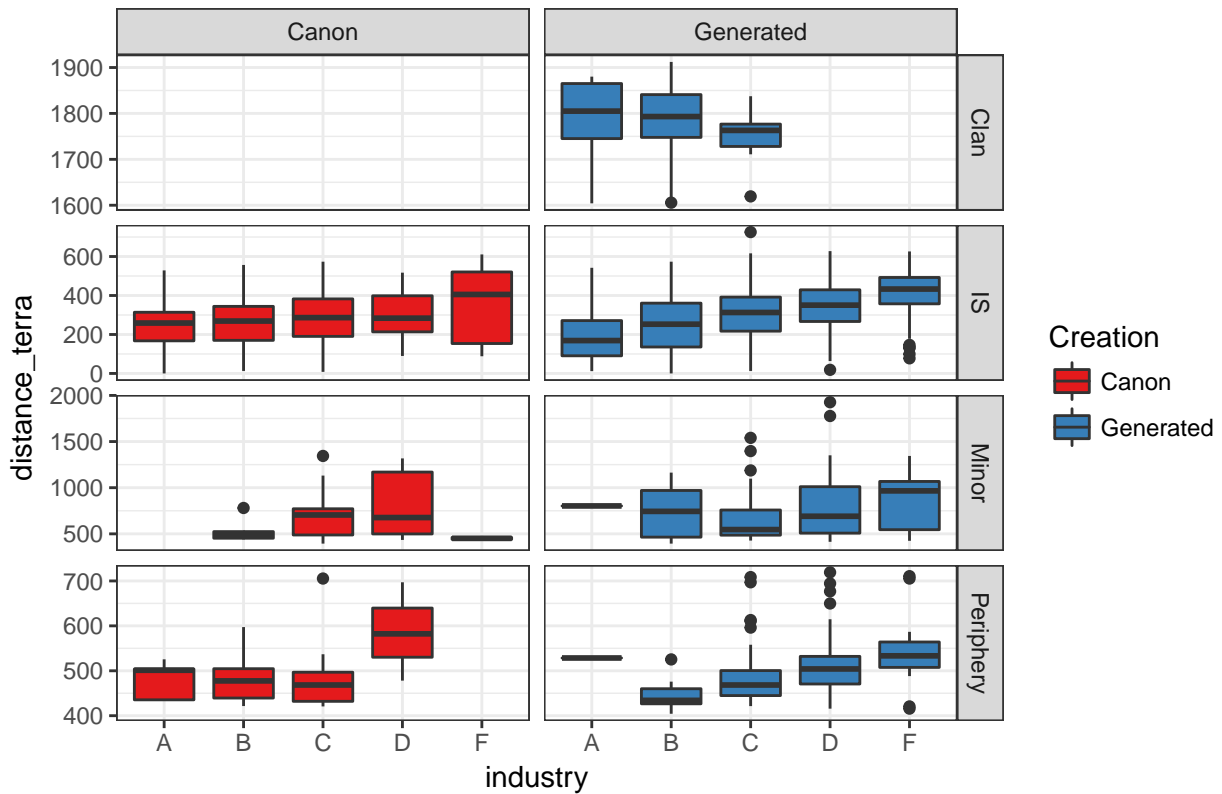 Canon Generated
1900
1800
1700
1600
Clan
600
400
200
0
IS
2000
1500
1000
500
Minor
700
600
500
400
Periphery
A B C D F A B C D F
industry
distance_terra
Creation
Canon
Generated